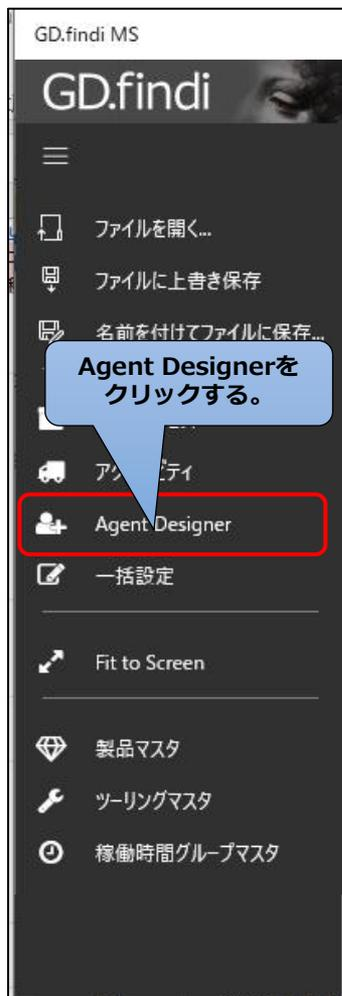 GD.findi MS
GD.findi
ファイルを開く...
ファイルに上書き保存
名前を付けてファイルに保存...
Agent Designerを
クリックする。
Agent Designer
一括設定
Fit to Screen
製品マスタ
ツーリングマスタ
稼働時間グループマスタ